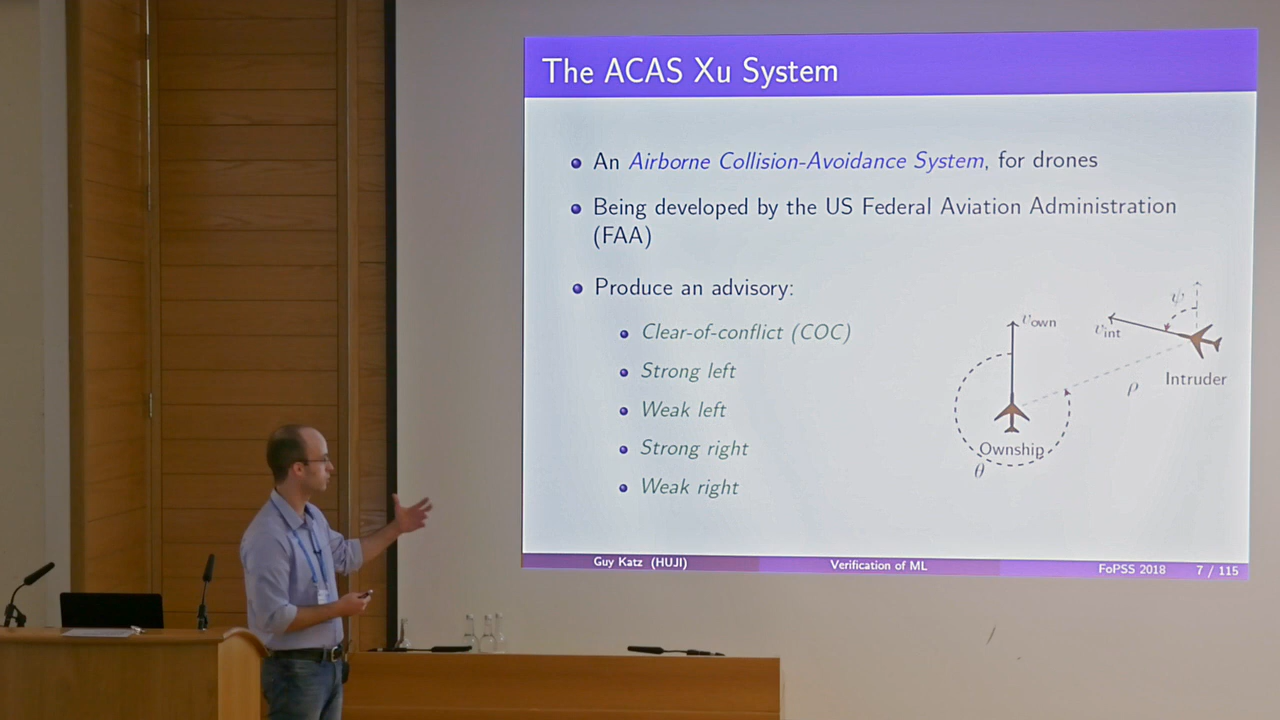 The ACAS Xu System
An Airborne Collision-Avoidance System, for drones
Being developed by the US Federal Aviation Administration
(FAA)
Produce an advisory:
Clear-of-conflict (COC)
Strong left
Weak left
Strong right
Weak right
ψ
v_own
v_int
Intruder
ρ
Ownship
θ
Guy Katz (HUJI) Verification of ML FoPSS 2018 7 / 115